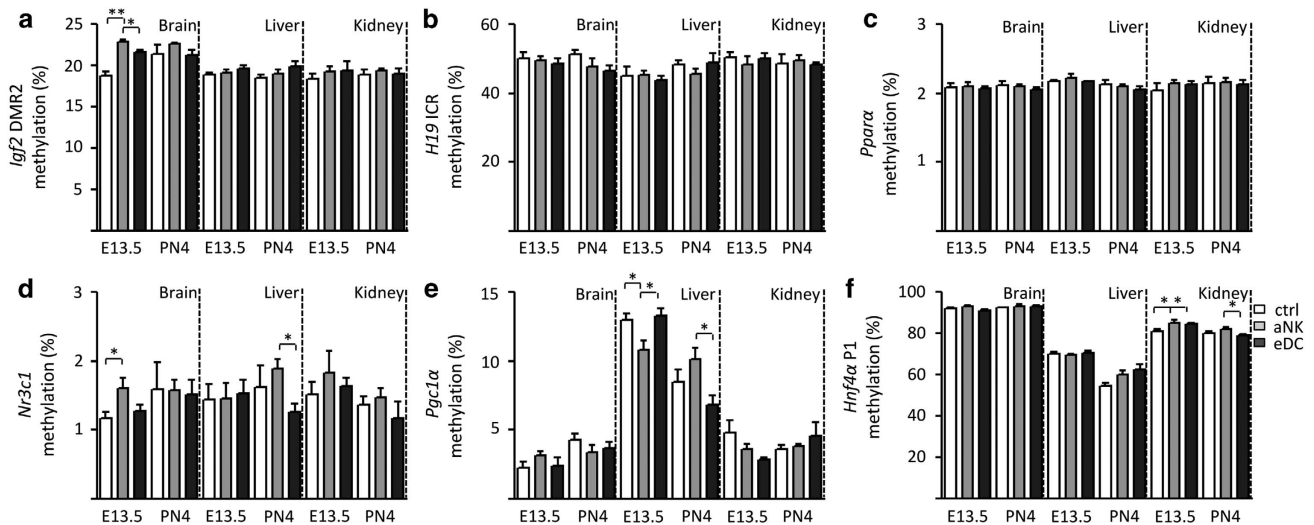 a
Igf2 DMR2
methylation (%)
25
20
15
10
5
** *
Brain Liver Kidney
E13.5 PN4 E13.5 PN4 E13.5 PN4
b
H19 ICR
methylation (%)
60
40
20
Brain Liver Kidney
E13.5 PN4 E13.5 PN4 E13.5 PN4
c
Pparα
methylation (%)
3
2
1
Brain Liver Kidney
E13.5 PN4 E13.5 PN4 E13.5 PN4
d
Nr3c1
methylation (%)
3
2
1
Brain Liver Kidney
* *
E13.5 PN4 E13.5 PN4 E13.5 PN4
e
Pgc1α
methylation (%)
15
10
5
Brain Liver Kidney
* * *
E13.5 PN4 E13.5 PN4 E13.5 PN4
f
Hnf4α P1
methylation (%)
100
80
60
40
20
Brain Liver Kidney
* * *
E13.5 PN4 E13.5 PN4 E13.5 PN4
ctrl
aNK
eDC